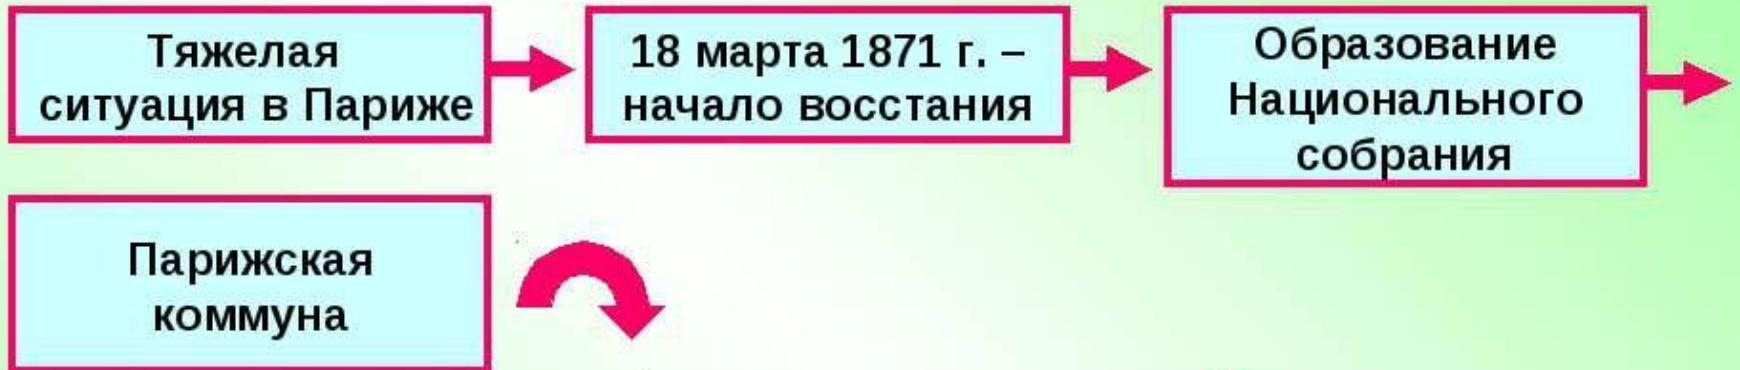 Тяжелая
ситуация в Париже
18 марта 1871 г. –
начало восстания
Образование
Национального
собрания
Парижская
коммуна